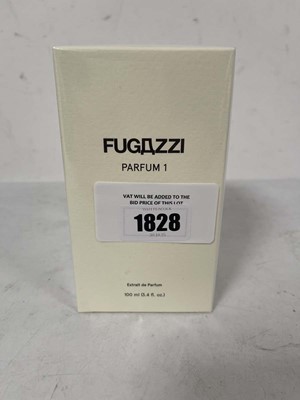 FUGAZZI
PARFUM 1
VAT WILL BE ADDED TO THE
BID PRICE OF THIS LOT
1828
Extrait de Parfum
100 ml (3.4 fl. oz.)